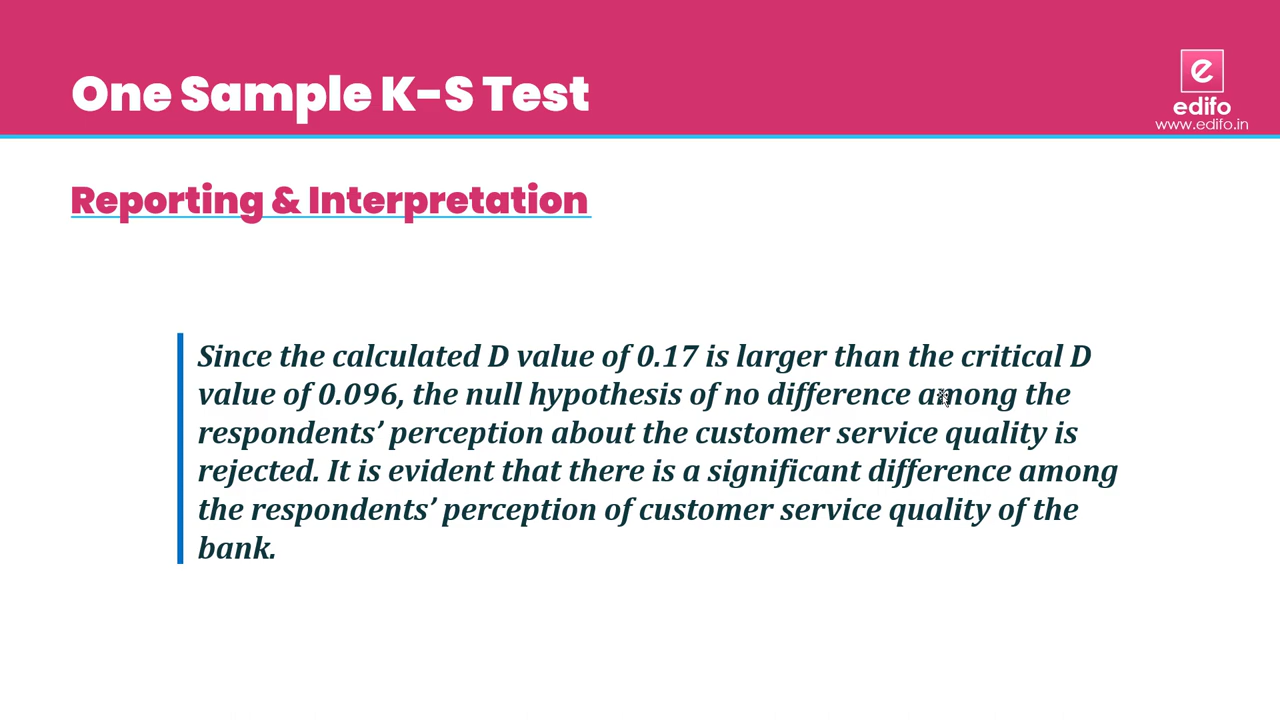 One Sample K-S Test
e
edifo
www.edifo.in
Reporting & Interpretation
Since the calculated D value of 0.17 is larger than the critical D
value of 0.096, the null hypothesis of no difference among the
respondents’ perception about the customer service quality is
rejected. It is evident that there is a significant difference among
the respondents’ perception of customer service quality of the
bank.